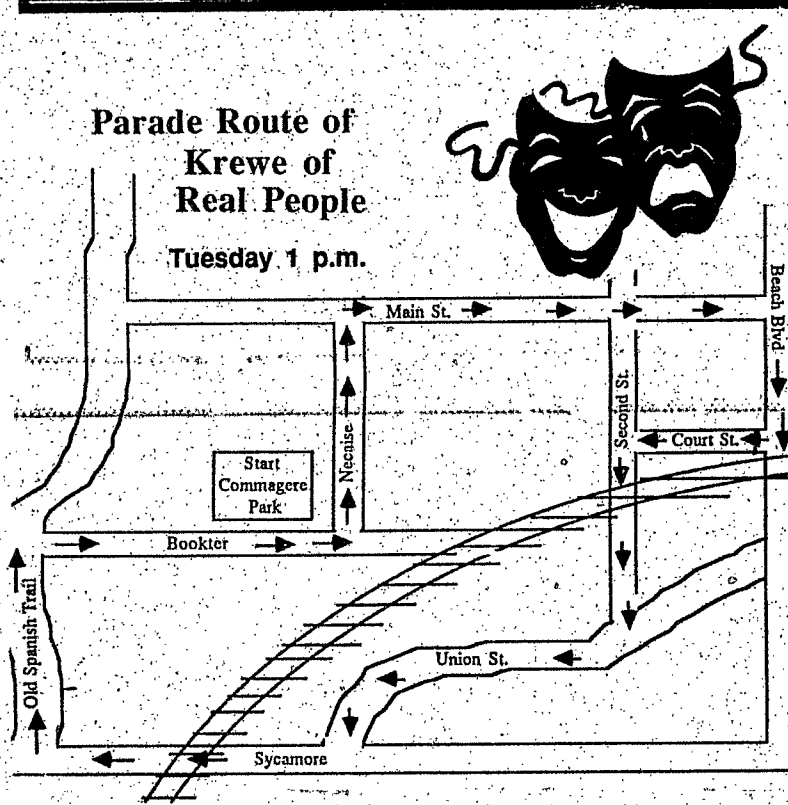 Parade Route of
Krewe of
Real People
Tuesday 1 p.m.
Main St.
Beach Blvd
Second St.
Court St.
Necaise
Start
Commagere
Park
Bookter
Old Spanish Trail
Union St.
Sycamore